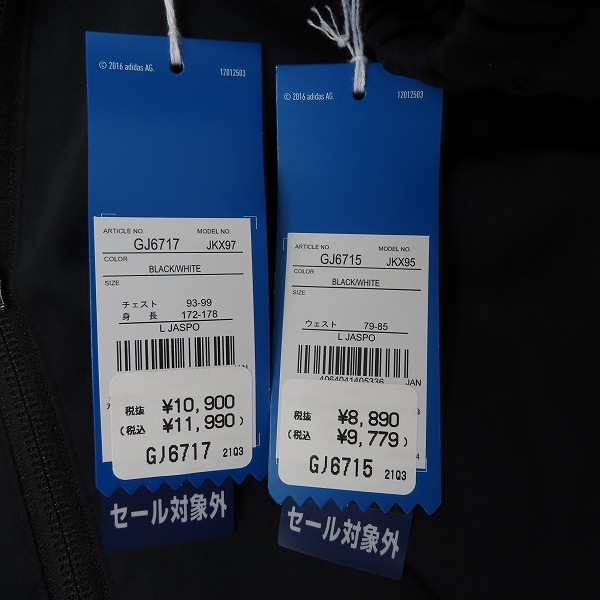 © 2016 adidas AG. 12012503
ARTICLE NO. MODEL NO.
GJ6717 JKX97
COLOR
BLACK/WHITE
SIZE
チェスト 93-99
身 長 172-178
L JASPO
税抜 ¥10,900
(税込 ¥11,990)
GJ6717 21Q3
セール対象外
© 2016 adidas AG. 12012503
ARTICLE NO. MODEL NO.
GJ6715 JKX95
COLOR
BLACK/WHITE
SIZE
ウェスト 79-85
L JASPO
4064041405336 JAN
税抜 ¥8,890
(税込 ¥9,779)
GJ6715 21Q3
セール対象外